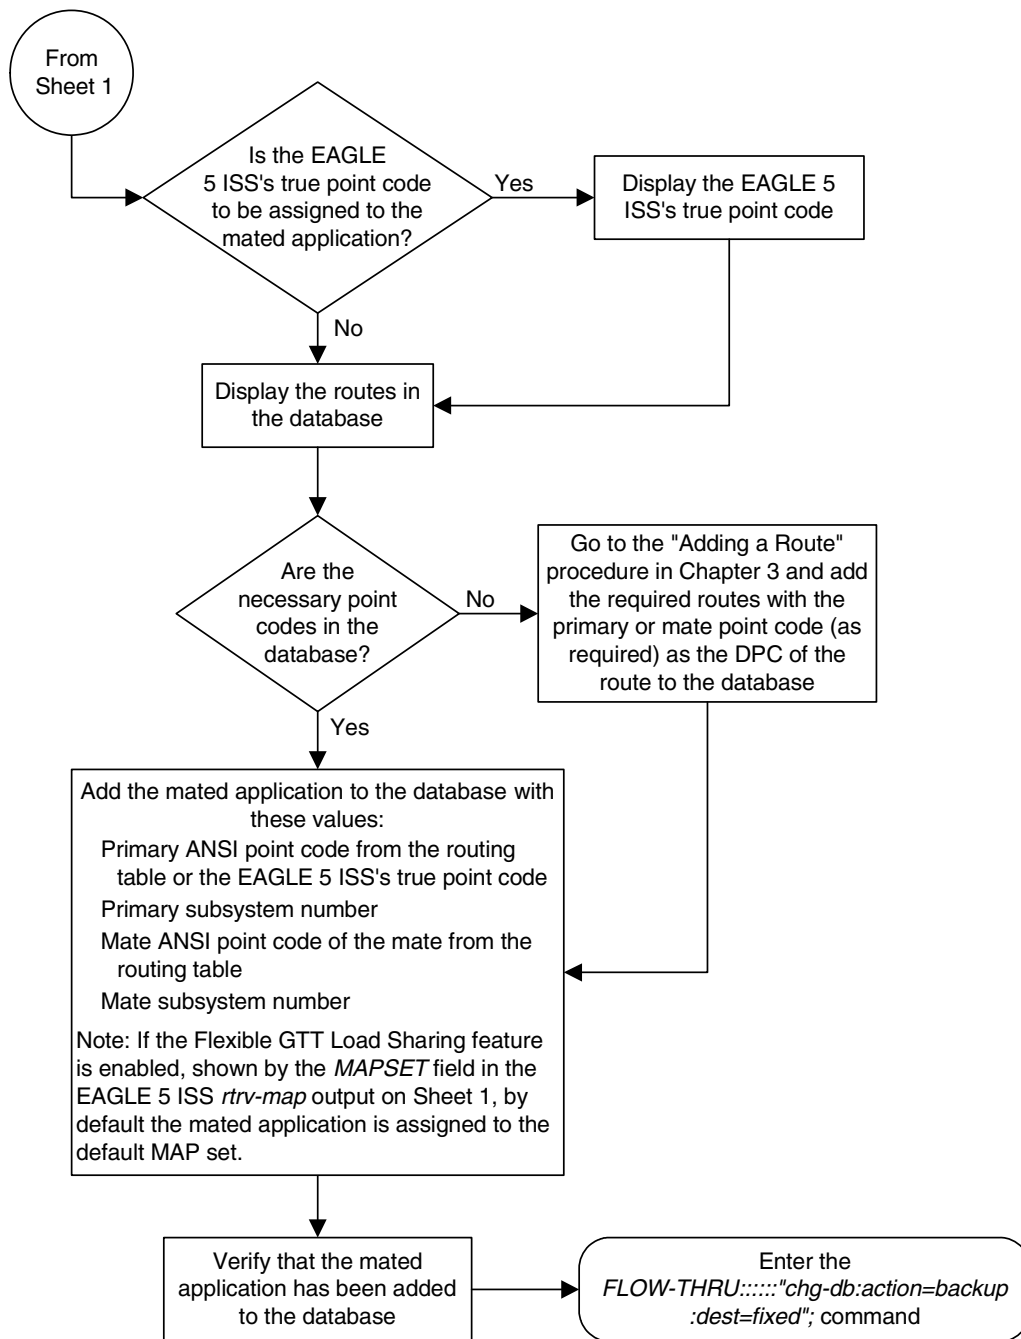 From
Sheet 1
Is the EAGLE
5 ISS's true point code
to be assigned to the
mated application?
Yes
Display the EAGLE 5
ISS's true point code
No
Display the routes in
the database
Are the
necessary point
codes in the
database?
No
Go to the "Adding a Route"
procedure in Chapter 3 and add
the required routes with the
primary or mate point code (as
required) as the DPC of the
route to the database
Yes
Add the mated application to the database with
these values:
Primary ANSI point code from the routing
table or the EAGLE 5 ISS's true point code
Primary subsystem number
Mate ANSI point code of the mate from the
routing table
Mate subsystem number
Note: If the Flexible GTT Load Sharing feature
is enabled, shown by the MAPSET field in the
EAGLE 5 ISS rtrv-map output on Sheet 1, by
default the mated application is assigned to the
default MAP set.
Verify that the mated
application has been added
to the database
Enter the
FLOW-THRU::::::"chg-db:action=backup
:dest=fixed"; command